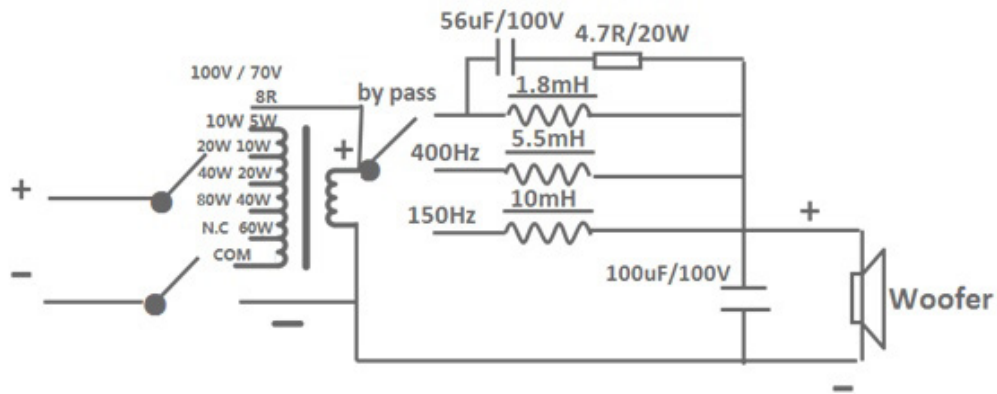 56uF/100V
4.7R/20W
100V / 70V
8R
by pass
1.8mH
10W 5W
20W 10W
+
400Hz
5.5mH
40W 20W
+
80W 40W
150Hz
10mH
+
N.C 60W
COM
−
100uF/100V
Woofer
−
−